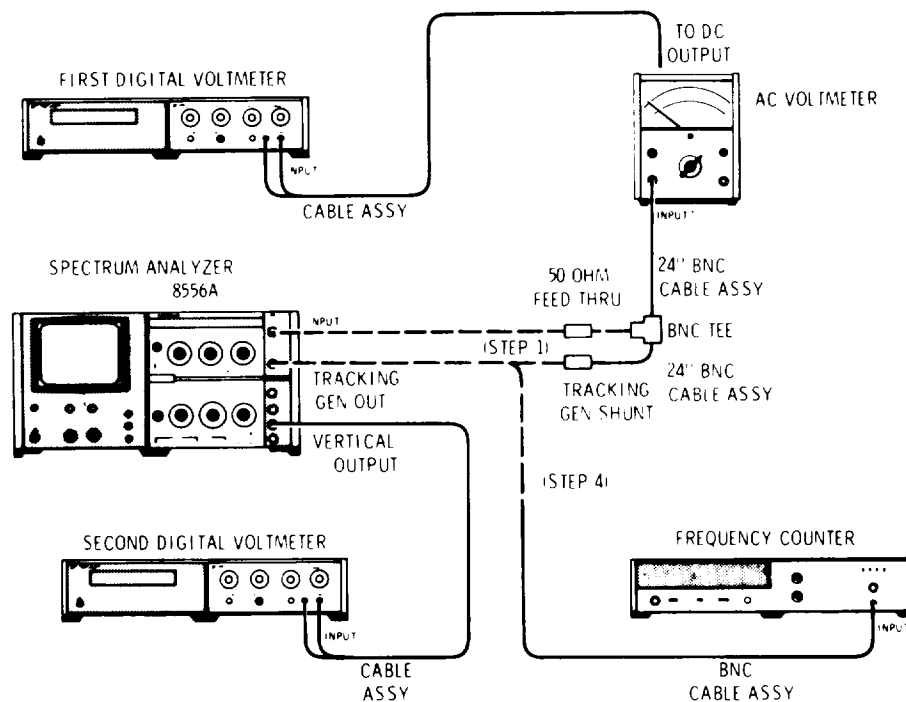 TO DC
OUTPUT
FIRST DIGITAL VOLTMETER
AC VOLTMETER
INPUT
CABLE ASSY
INPUT
SPECTRUM ANALYZER
8556A
50 OHM
FEED THRU
24" BNC
CABLE ASSY
INPUT
BNC TEE
(STEP 1)
TRACKING
GEN OUT
TRACKING
GEN SHUNT
24" BNC
CABLE ASSY
VERTICAL
OUTPUT
(STEP 4)
SECOND DIGITAL VOLTMETER
FREQUENCY COUNTER
INPUT
INPUT
CABLE
ASSY
BNC
CABLE ASSY